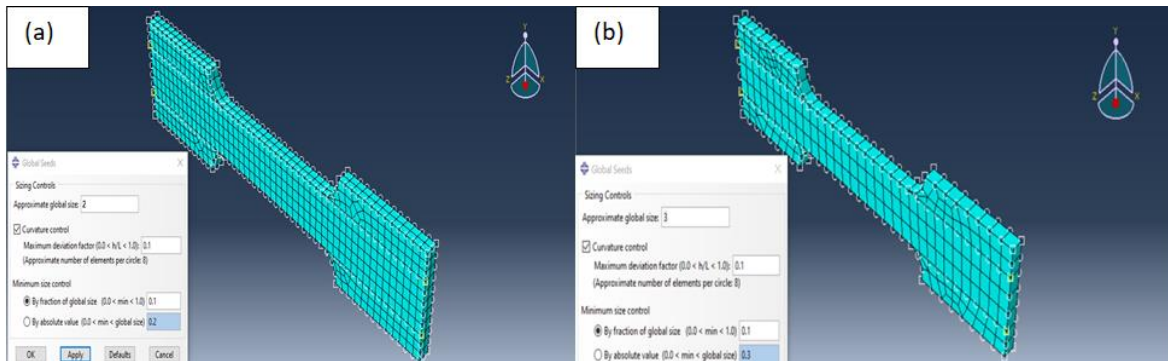 (a)
Y
Z
X
Global Seeds
Sizing Controls
Approximate global size: 2
Curvature control
Maximum deviation factor (0.0 < h/L < 1.0): 0.1
(Approximate number of elements per circle: 8)
Minimum size control
By fraction of global size (0.0 < min < 1.0) 0.1
By absolute value (0.0 < min < global size) 0.2
OK Apply Defaults Cancel
(b)
Y
Z
X
Global Seeds
Sizing Controls
Approximate global size: 3
Curvature control
Maximum deviation factor (0.0 < h/L < 1.0): 0.1
(Approximate number of elements per circle: 8)
Minimum size control
By fraction of global size (0.0 < min < 1.0) 0.1
By absolute value (0.0 < min < global size) 0.3